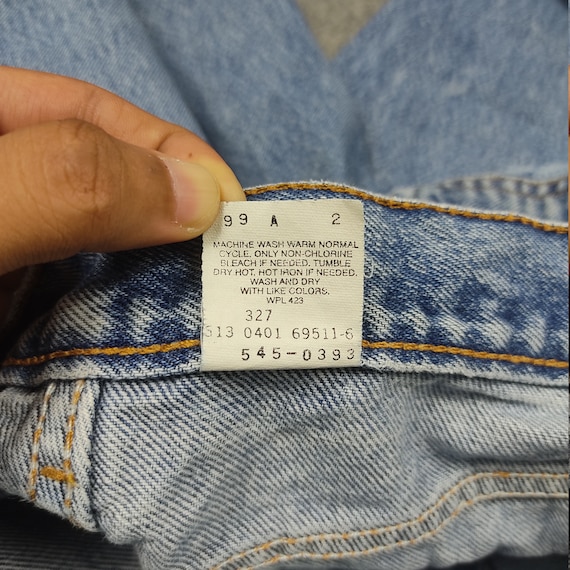 99 A 2
MACHINE WASH WARM NORMAL
CYCLE. ONLY NON-CHLORINE
BLEACH IF NEEDED. TUMBLE
DRY HOT. HOT IRON IF NEEDED.
WASH AND DRY
WITH LIKE COLORS.
WPL 423
327
513 0401 69511-6
545-0393